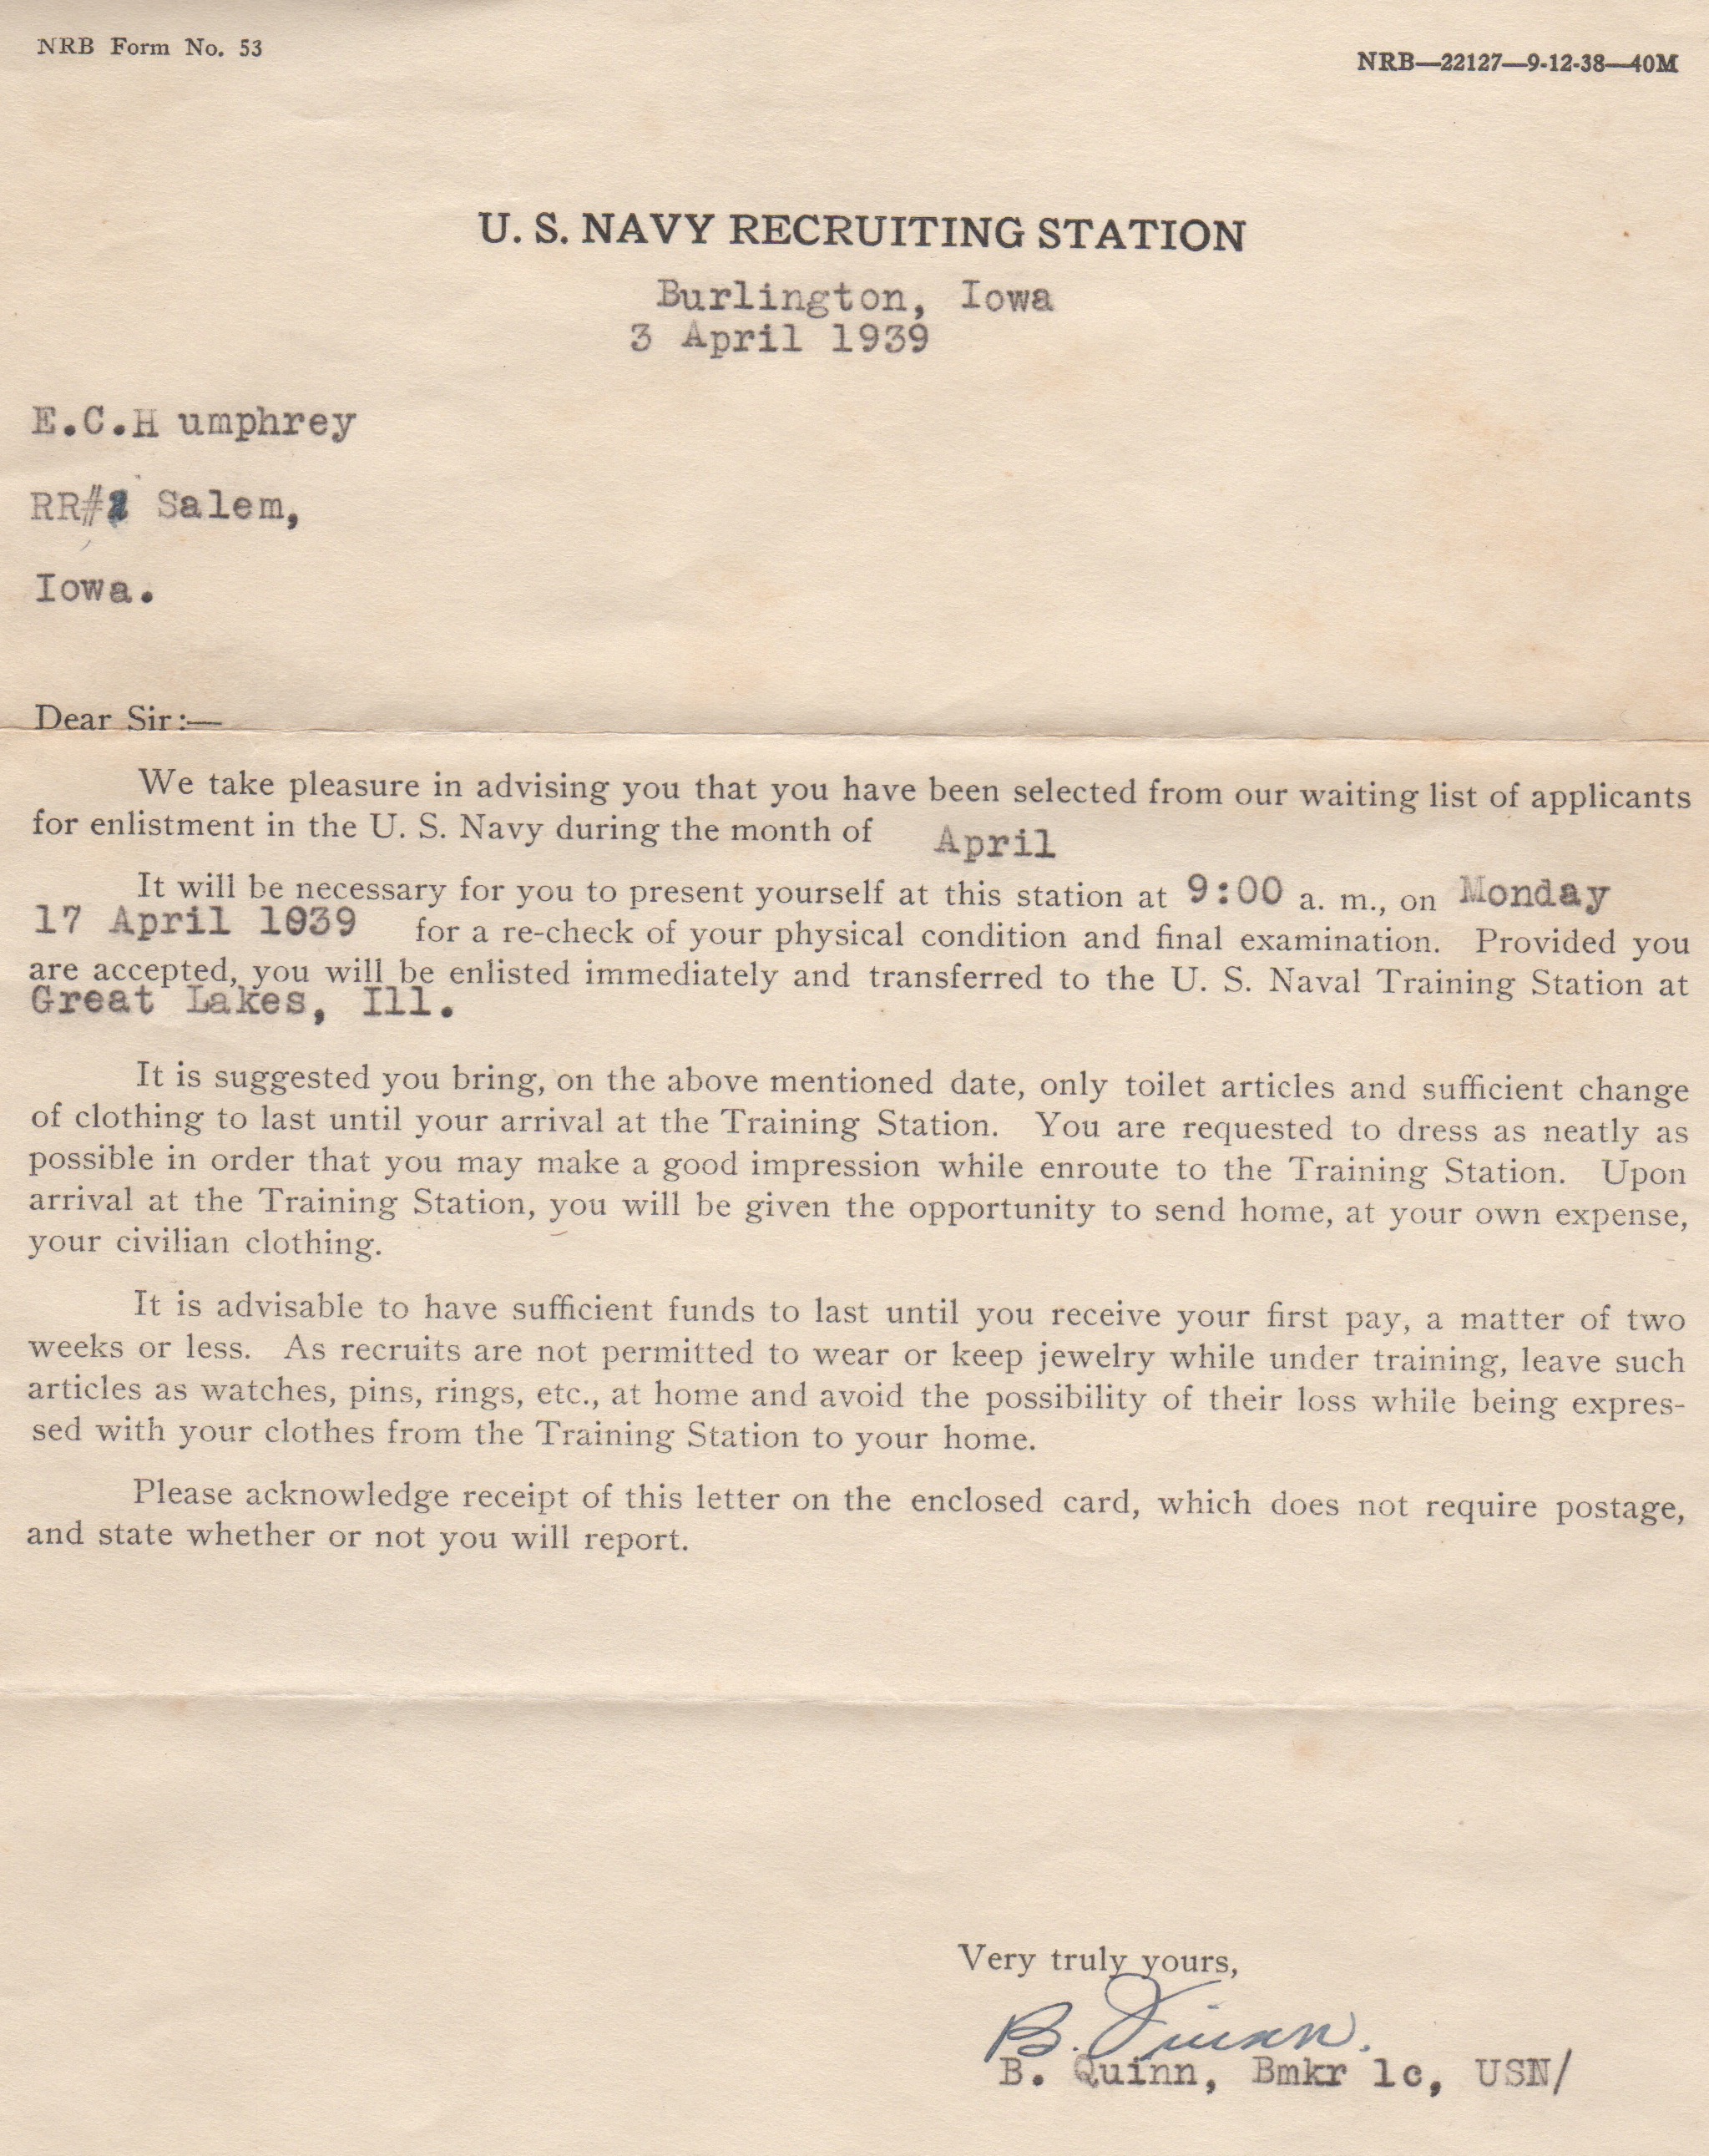 NRB Form No. 53
NRB—22127—9-12-38—40M
U. S. NAVY RECRUITING STATION
Burlington, Iowa
3 April 1939
E.C.H umphrey
RR# Salem,
Iowa.
Dear Sir:—
We take pleasure in advising you that you have been selected from our waiting list of applicants
for enlistment in the U. S. Navy during the month of April
It will be necessary for you to present yourself at this station at 9:00 a. m., on Monday
17 April 1939 for a re-check of your physical condition and final examination. Provided you
are accepted, you will be enlisted immediately and transferred to the U. S. Naval Training Station at
Great Lakes, Ill.
It is suggested you bring, on the above mentioned date, only toilet articles and sufficient change
of clothing to last until your arrival at the Training Station. You are requested to dress as neatly as
possible in order that you may make a good impression while enroute to the Training Station. Upon
arrival at the Training Station, you will be given the opportunity to send home, at your own expense,
your civilian clothing.
It is advisable to have sufficient funds to last until you receive your first pay, a matter of two
weeks or less. As recruits are not permitted to wear or keep jewelry while under training, leave such
articles as watches, pins, rings, etc., at home and avoid the possibility of their loss while being expres-
sed with your clothes from the Training Station to your home.
Please acknowledge receipt of this letter on the enclosed card, which does not require postage,
and state whether or not you will report.
Very truly yours,
B. Quinn.
B. Quinn, Bmkr 1c, USN/